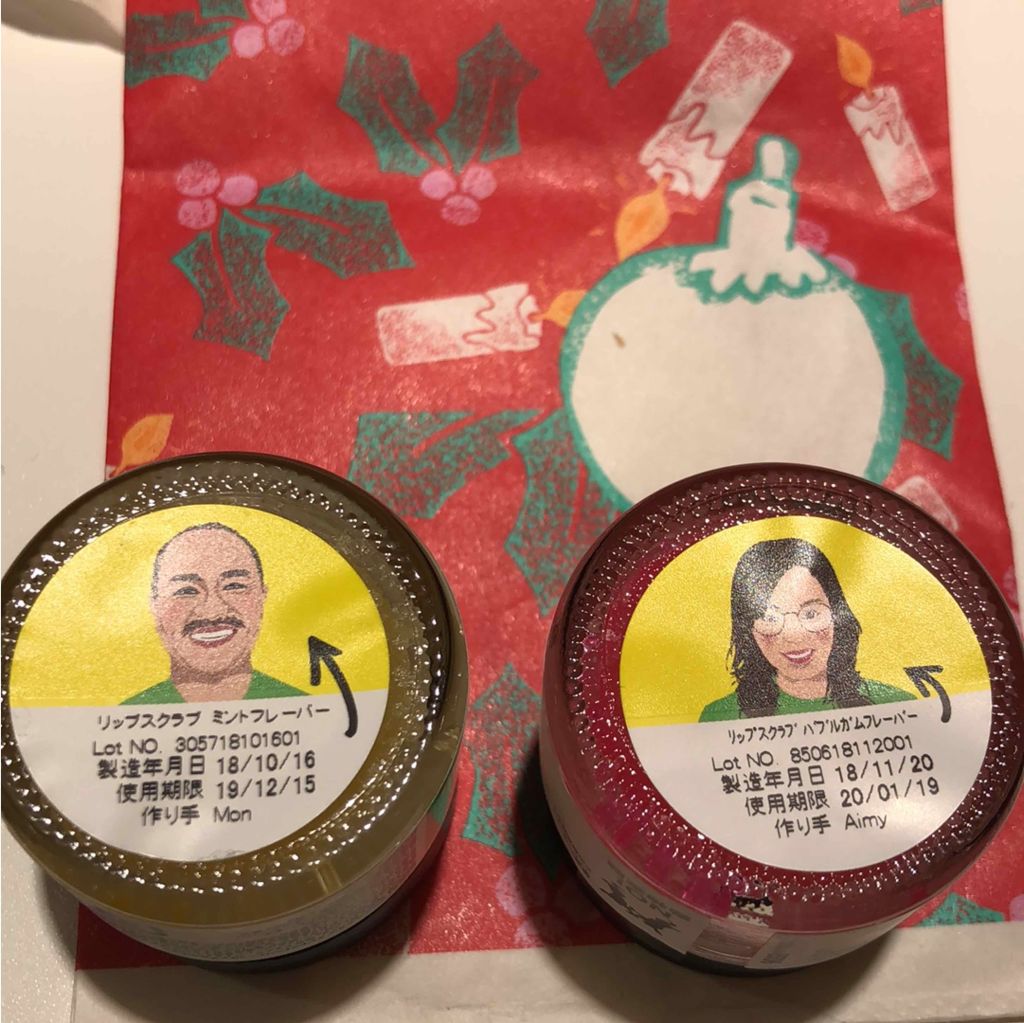 リップスクラブ ミントフレーバー
Lot NO. 305718101601
製造年月日 18/10/16
使用期限 19/12/15
作り手 Mon
リップスクラブ バブルガムフレーバー
Lot NO. 850618112001
製造年月日 18/11/20
使用期限 20/01/19
作り手 Aimy